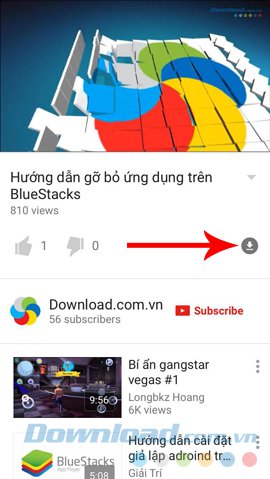 Download.com.vn
Hướng dẫn gỡ bỏ ứng dụng trên
BlueStacks
810 views
1
0
Download.com.vn
56 subscribers
Subscribe
9:56
Bí ẩn gangstar
vegas #1
Longbkz Hoang
6K views
Download.com.vn
BlueStacks
App Player
5:08
Hướng dẫn cài đặt
giả lập adroind tr...
Giải Trí